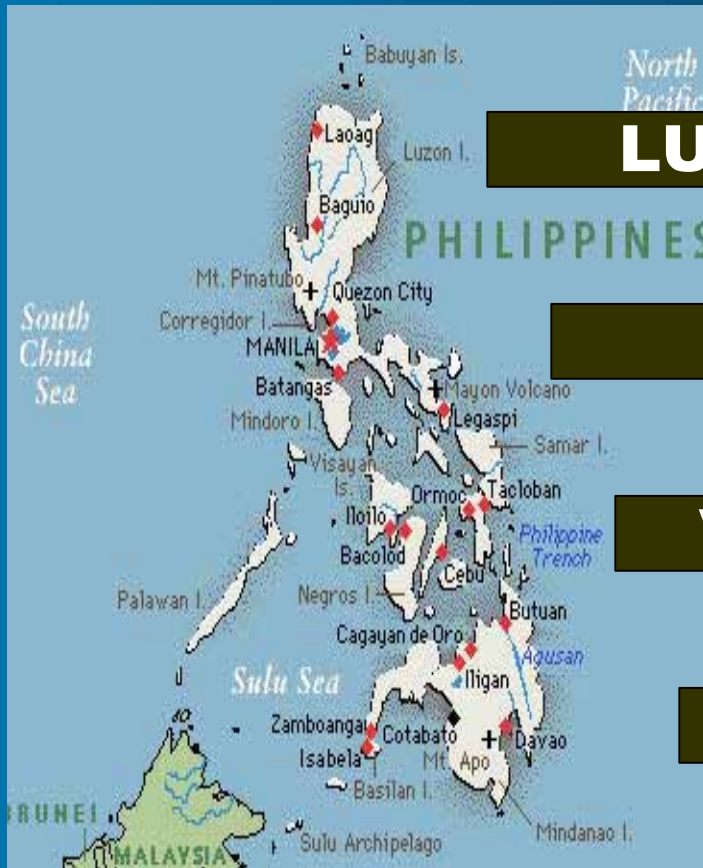 Babuyan Is.
North
Pacific
LU
Laoag
Luzon I.
Baguio
PHILIPPINES
Mt. Pinatubo
Quezon City
South
China
Sea
Corregidor I.
MANILA
Batangas
Mayon Volcano
Mindoro I.
Legaspi
Samar I.
Visayan
Is.
Ormoc
Tacloban
Iloilo
Philippine
Trench
Bacolod
Cebu
Palawan I.
Negros I.
Butuan
Cagayan de Oro
Agusan
Sulu Sea
Iligan
Zamboanga
Cotabato
Davao
Isabela
Mt. Apo
Basilan I.
BRUNEI
Sulu Archipelago
Mindanao I.
MALAYSIA